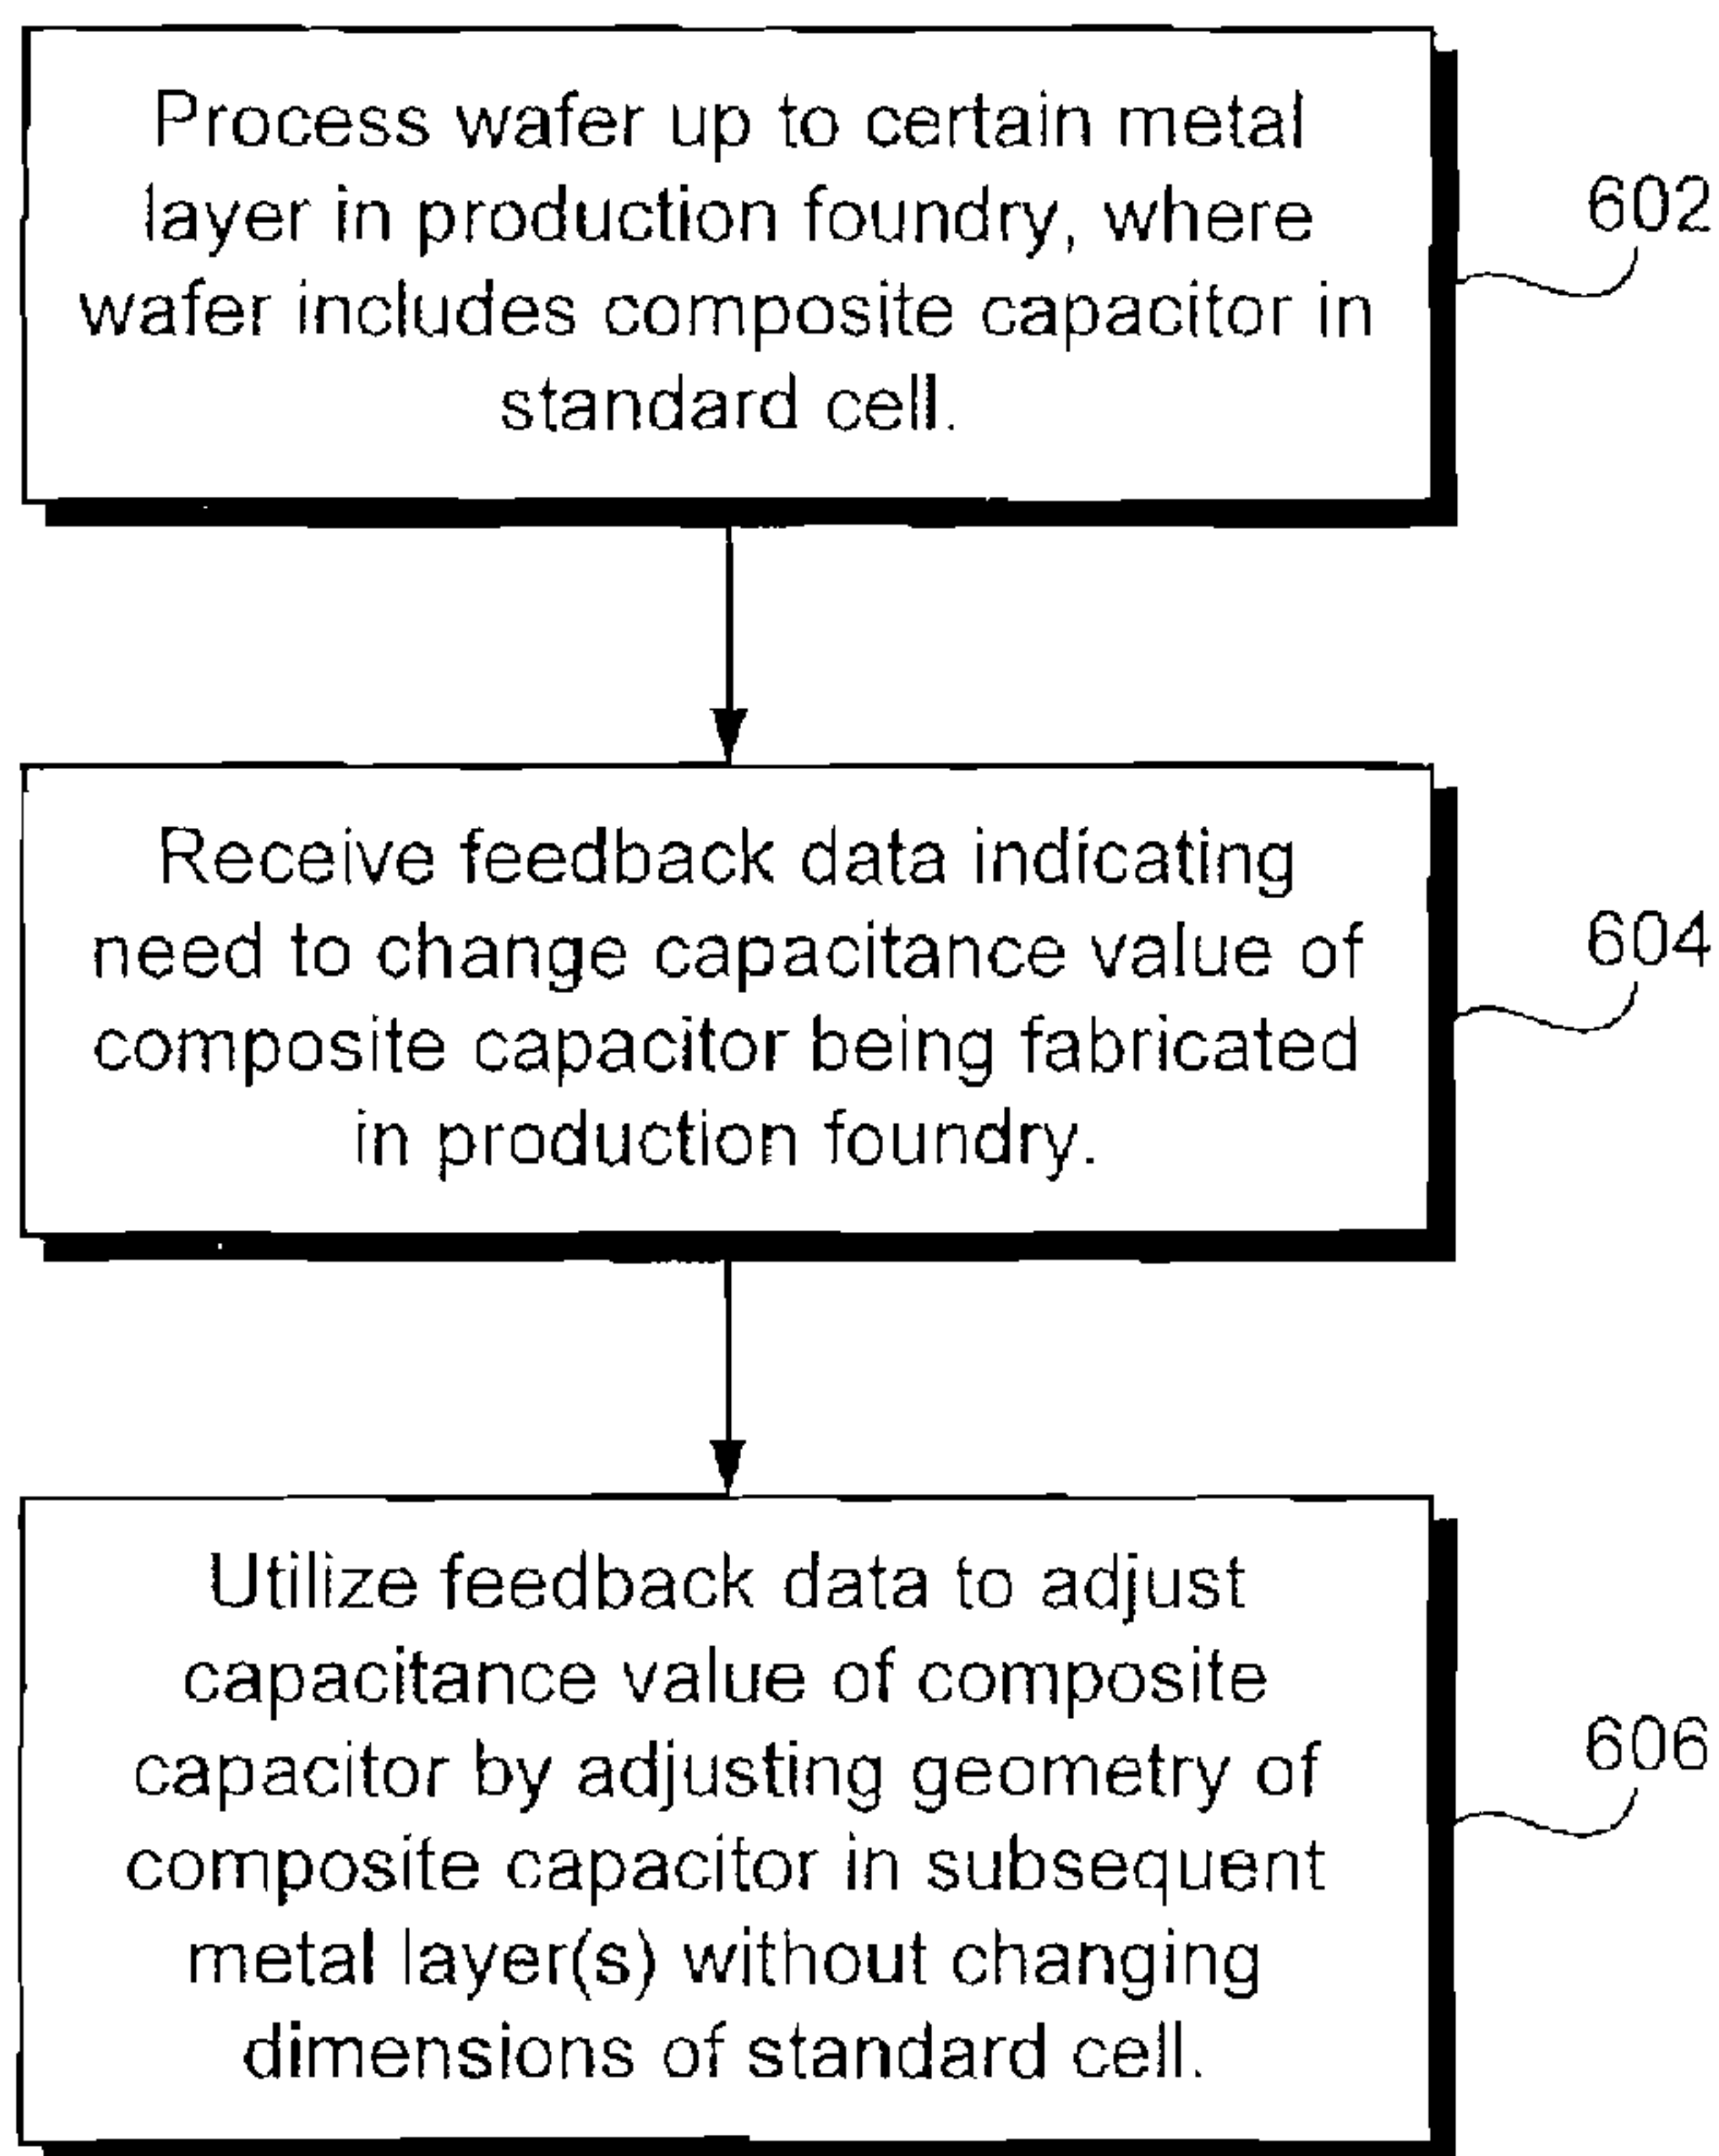 Process wafer up to certain metal
layer in production foundry, where
wafer includes composite capacitor in
standard cell.
602
Receive feedback data indicating
need to change capacitance value of
composite capacitor being fabricated
in production foundry.
604
Utilize feedback data to adjust
capacitance value of composite
capacitor by adjusting geometry of
composite capacitor in subsequent
metal layer(s) without changing
dimensions of standard cell.
606